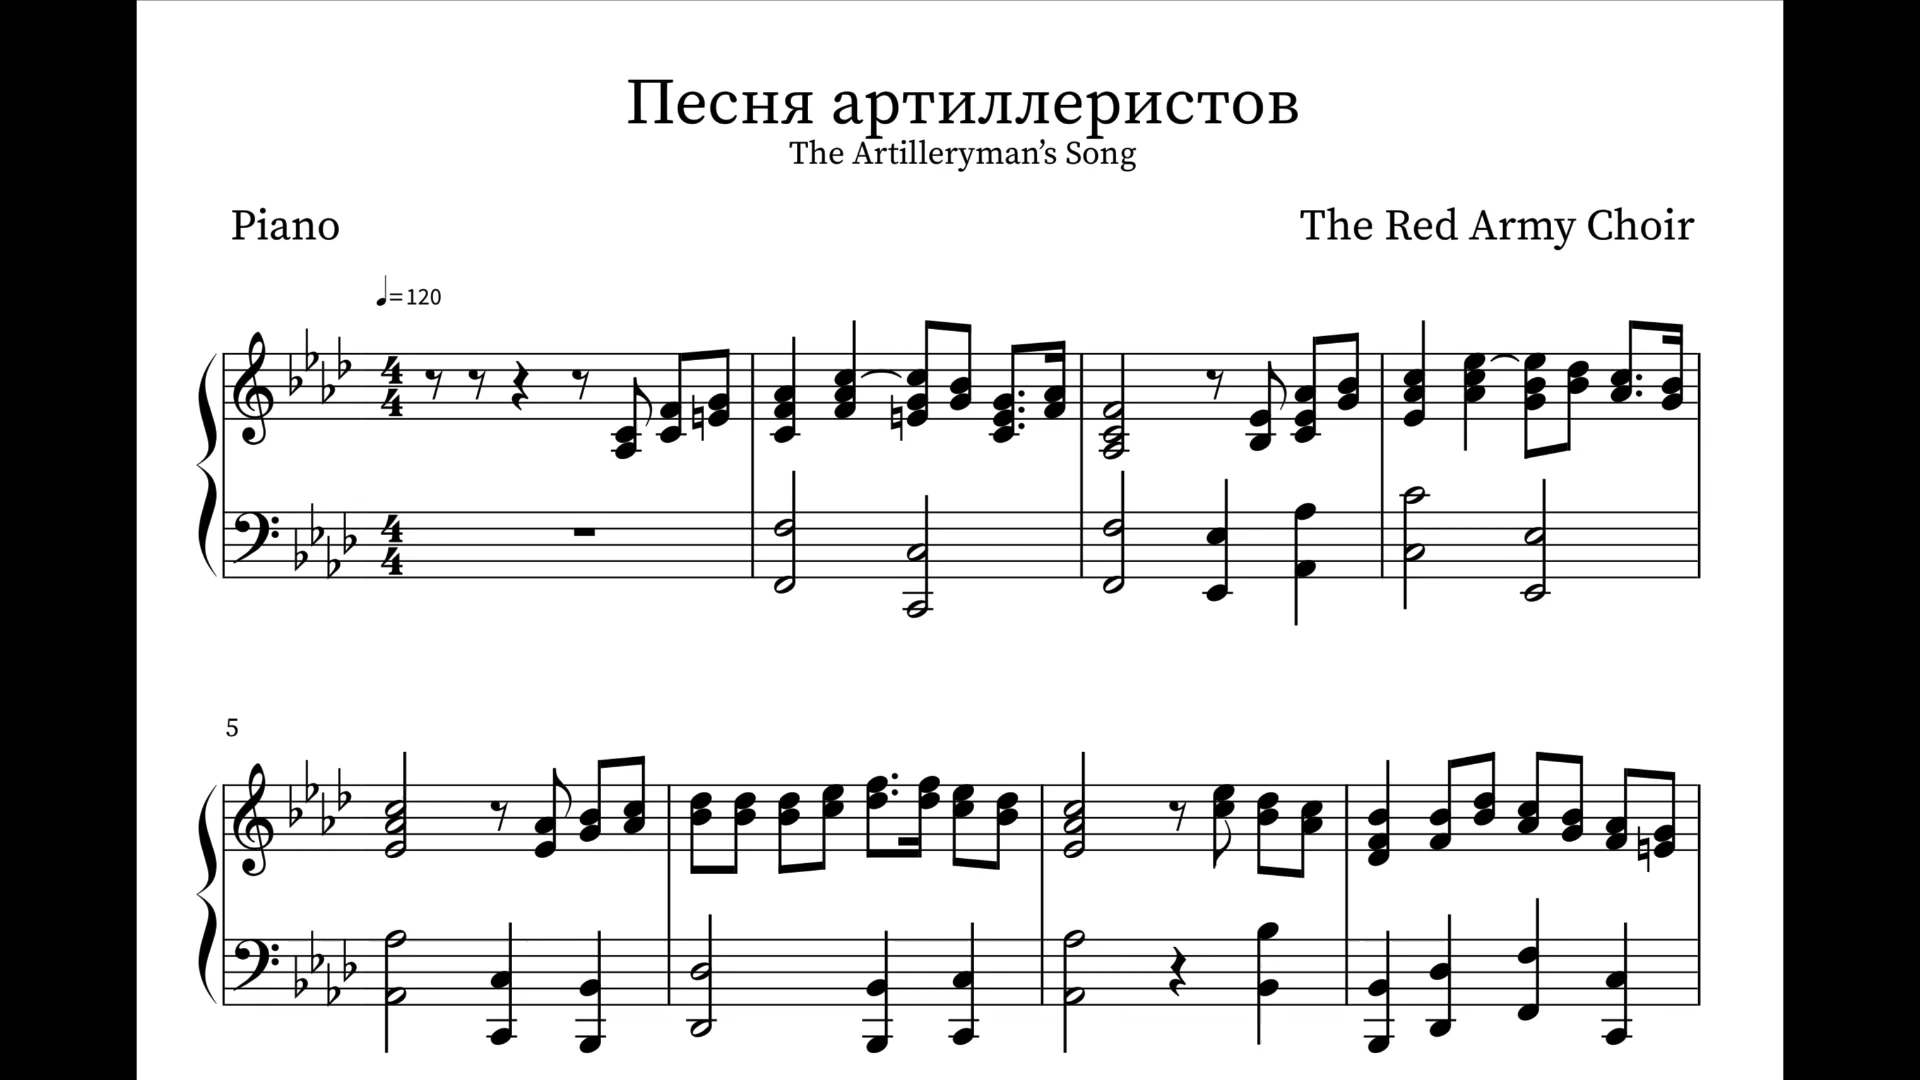 Песня артиллеристов
The Artilleryman’s Song
Piano
The Red Army Choir
♩=120
5